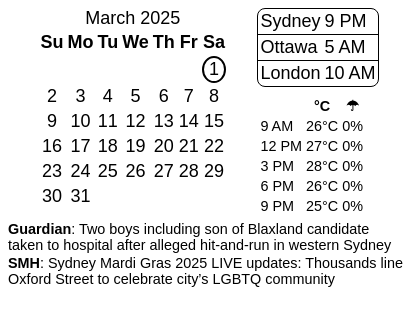 March 2025
Su Mo Tu We Th Fr Sa
1
2 3 4 5 6 7 8
9 10 11 12 13 14 15
16 17 18 19 20 21 22
23 24 25 26 27 28 29
30 31
Sydney 9 PM
Ottawa 5 AM
London 10 AM
°C ☂
9 AM 26°C 0%
12 PM 27°C 0%
3 PM 28°C 0%
6 PM 26°C 0%
9 PM 25°C 0%
Guardian: Two boys including son of Blaxland candidate
taken to hospital after alleged hit-and-run in western Sydney
SMH: Sydney Mardi Gras 2025 LIVE updates: Thousands line
Oxford Street to celebrate city's LGBTQ community